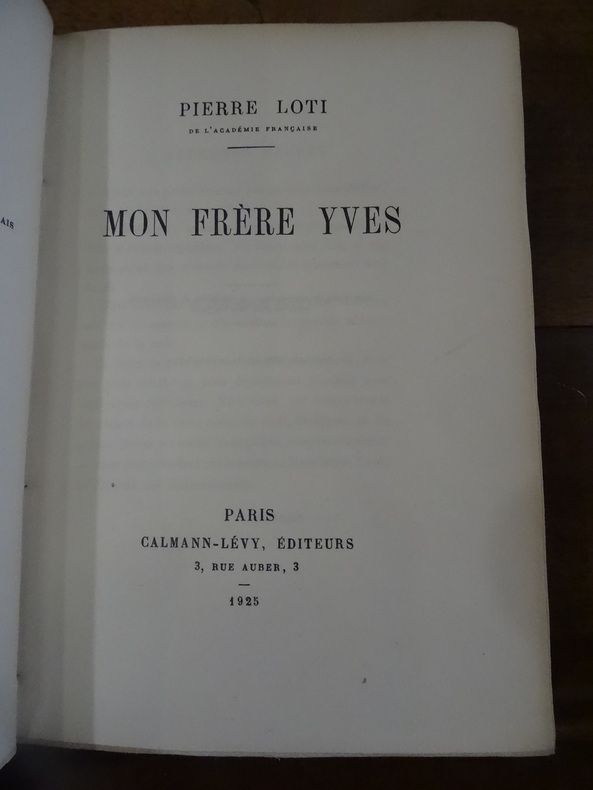 PIERRE LOTI
DE L'ACADÉMIE FRANÇAISE
MON FRÈRE YVES
PARIS
CALMANN-LÉVY, ÉDITEURS
3, RUE AUBER, 3
1925